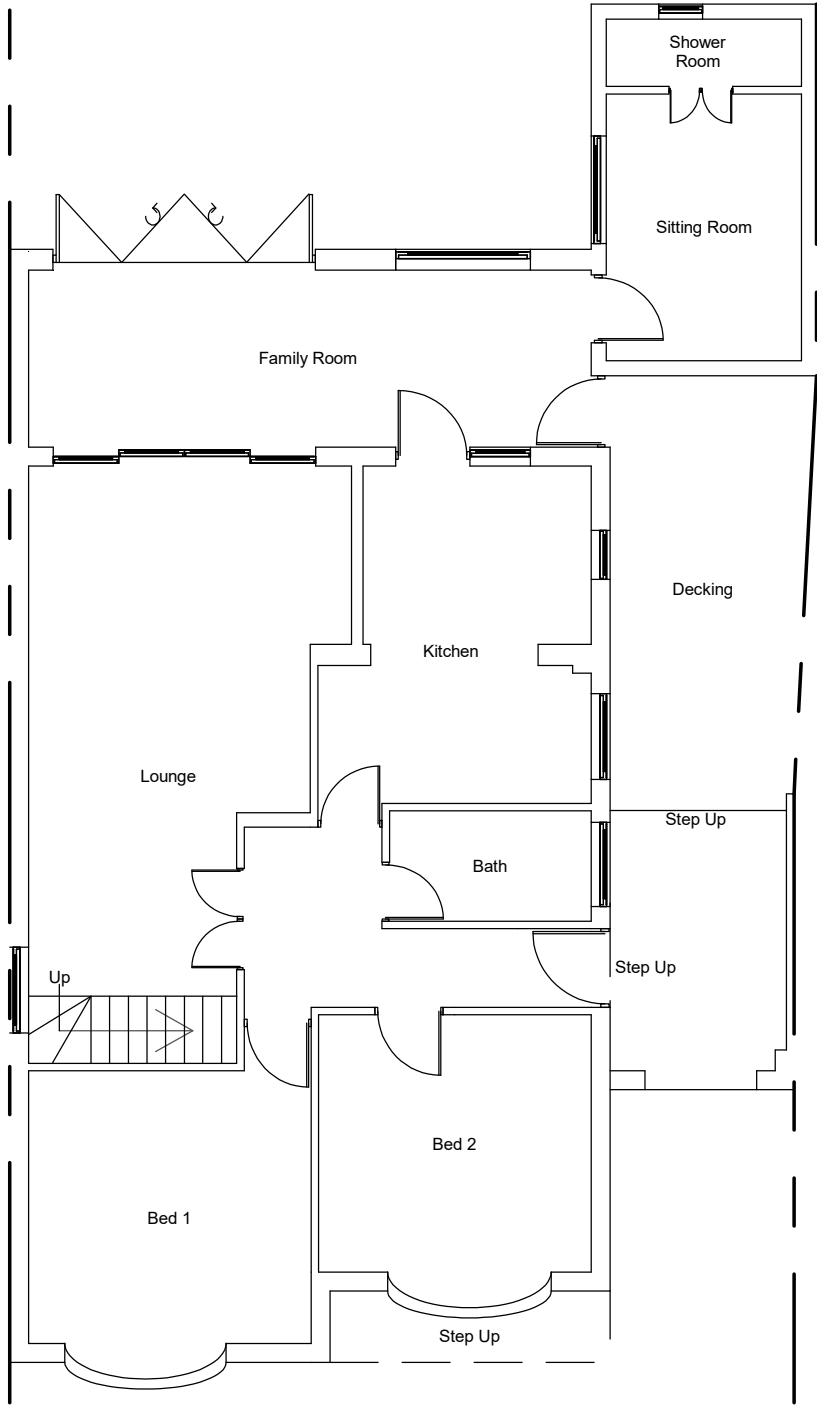 Shower
Room
Sitting Room
Family Room
Decking
Kitchen
Lounge
Step Up
Bath
Step Up
Up
Bed 2
Bed 1
Step Up